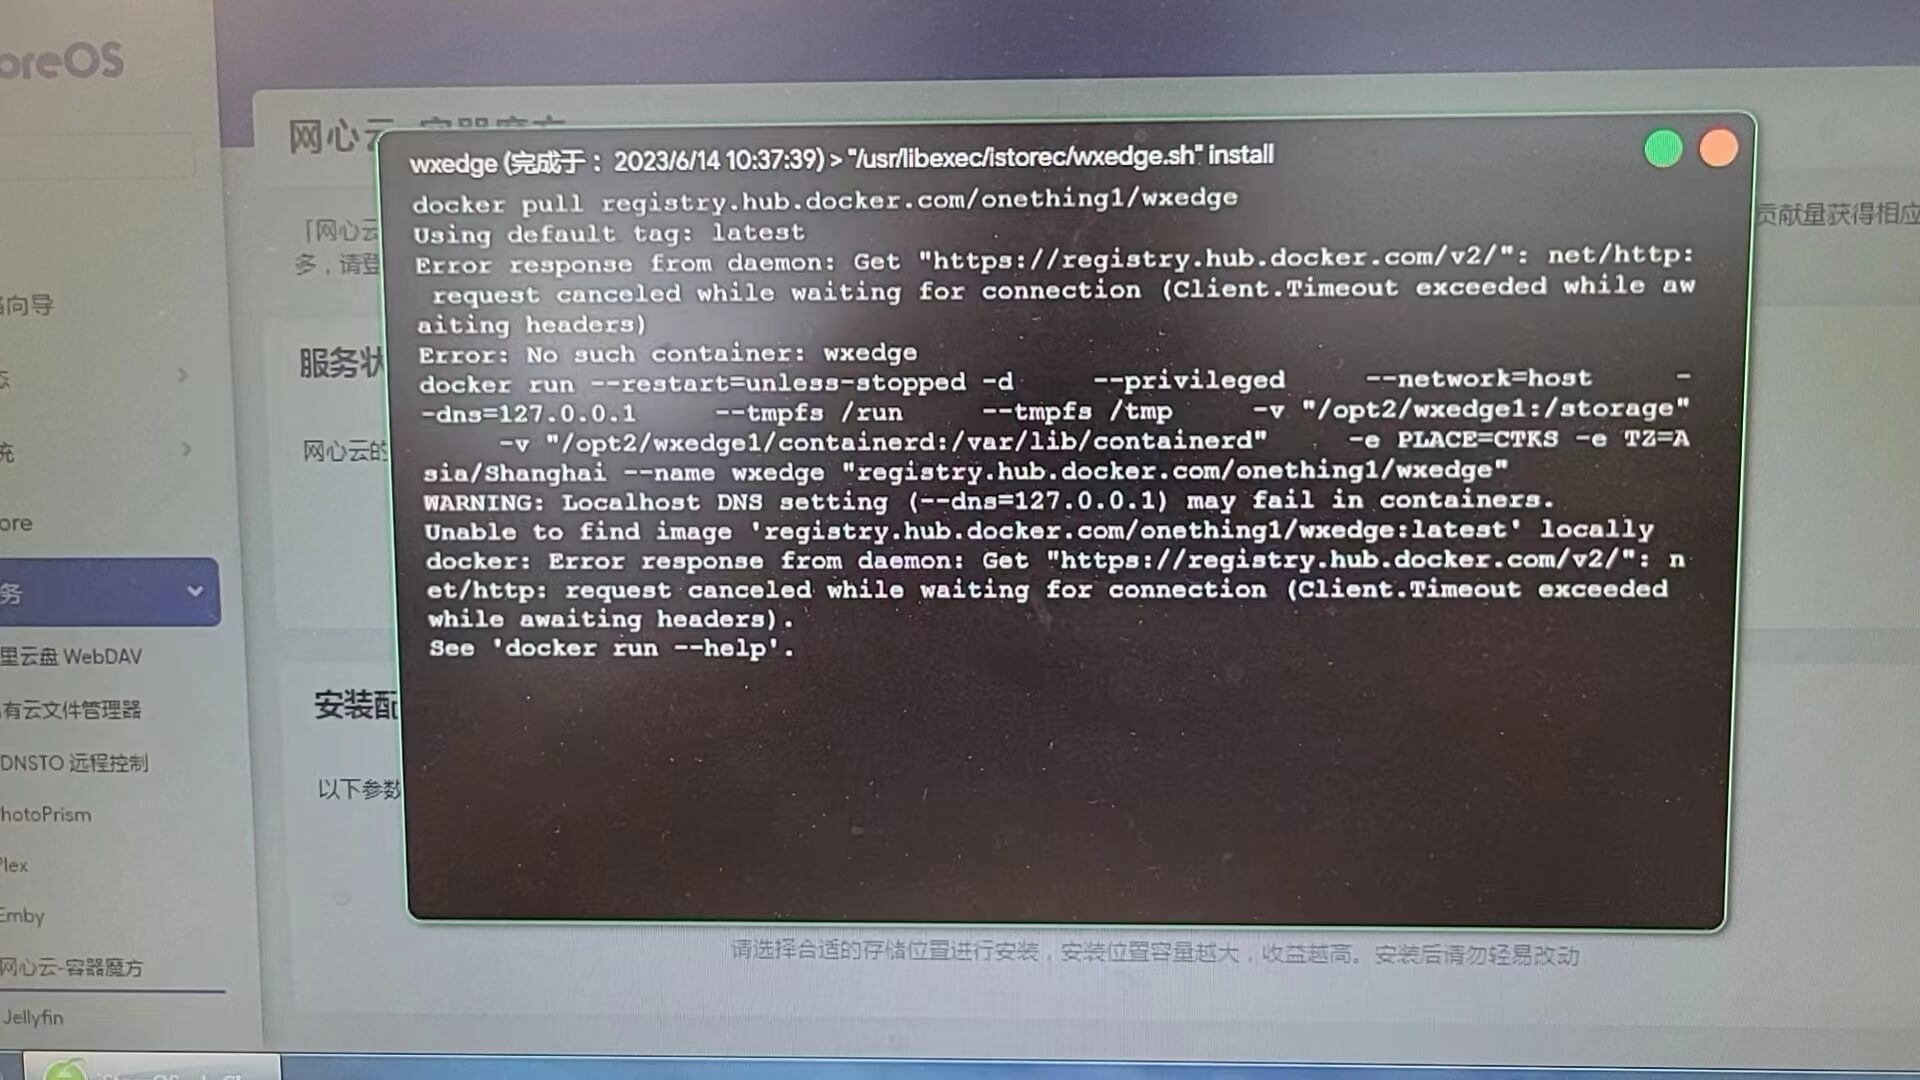 oreOS
网心云-容器魔方
wxedge (完成于： 2023/6/14 10:37:39) > "/usr/libexec/istorec/wxedge.sh" install
docker pull registry.hub.docker.com/onething1/wxedge
Using default tag: latest
Error response from daemon: Get "https://registry.hub.docker.com/v2/": net/http:
request canceled while waiting for connection (Client.Timeout exceeded while aw
aiting headers)
Error: No such container: wxedge
docker run --restart=unless-stopped -d --privileged --network=host -
-dns=127.0.0.1 --tmpfs /run --tmpfs /tmp -v "/opt2/wxedge1:/storage"
-v "/opt2/wxedge1/containerd:/var/lib/containerd" -e PLACE=CTKS -e TZ=A
sia/Shanghai --name wxedge "registry.hub.docker.com/onething1/wxedge"
WARNING: Localhost DNS setting (--dns=127.0.0.1) may fail in containers.
Unable to find image 'registry.hub.docker.com/onething1/wxedge:latest' locally
docker: Error response from daemon: Get "https://registry.hub.docker.com/v2/": n
et/http: request canceled while waiting for connection (Client.Timeout exceeded
while awaiting headers).
See 'docker run --help'.
「网心云
贡献量获得相应
多，请登
服务状
网心云的
安装配
以下参数
请选择合适的存储位置进行安装，安装位置容量越大，收益越高。安装后请勿轻易改动
向导
态
统
ore
务
里云盘 WebDAV
有云文件管理器
DNSTO 远程控制
hotoPrism
Plex
Emby
网心云-容器魔方
Jellyfin